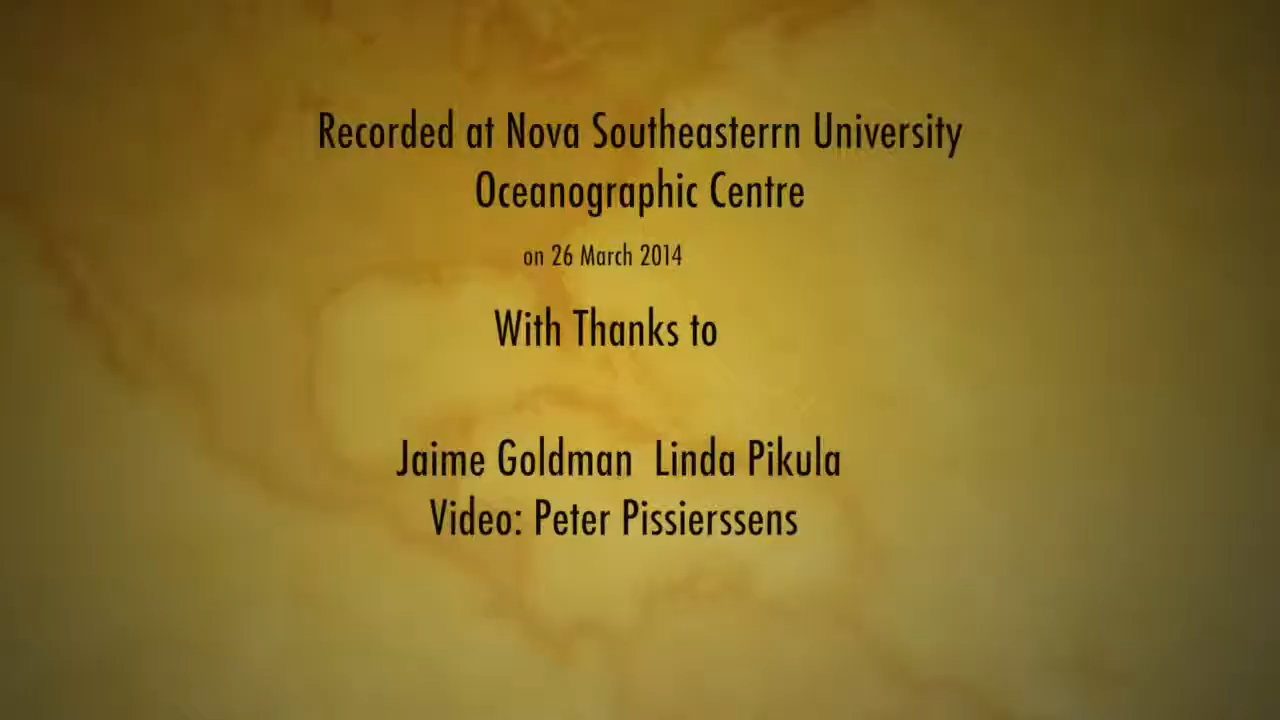 Recorded at Nova Southeasterrn University
Oceanographic Centre
on 26 March 2014
With Thanks to
Jaime Goldman  Linda Pikula
Video: Peter Pissierssens